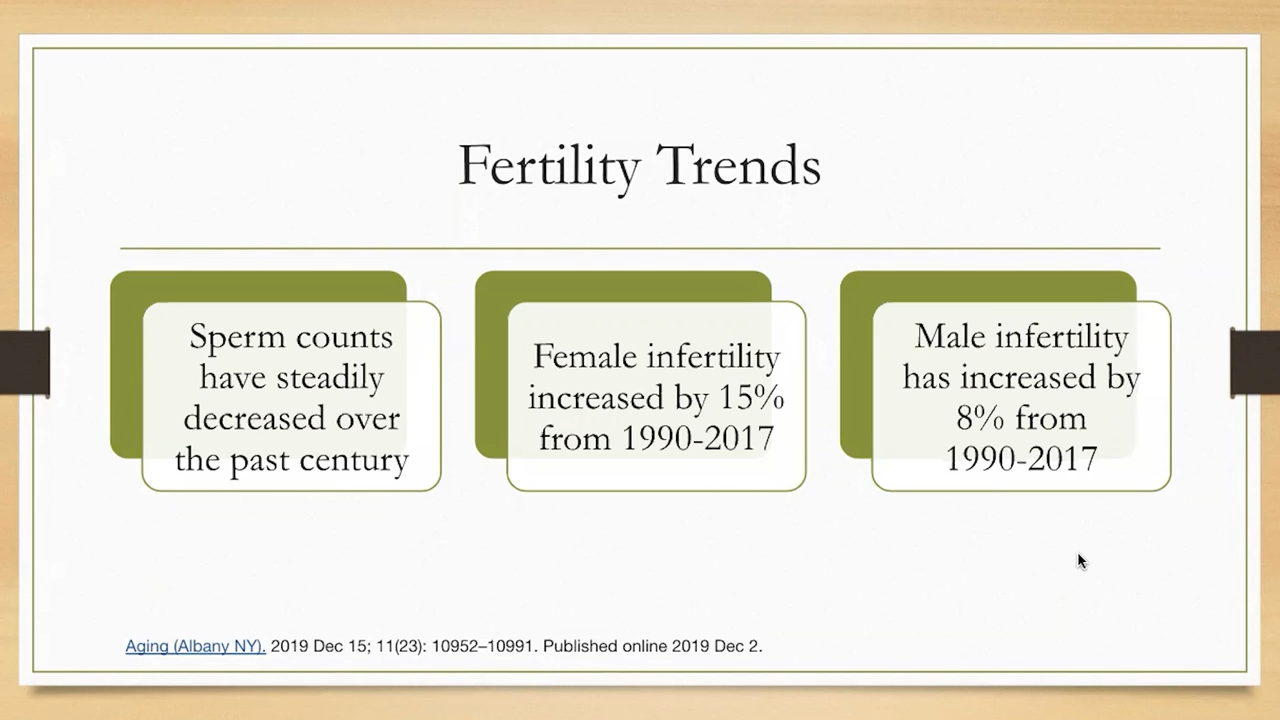 Fertility Trends
Sperm counts
have steadily
decreased over
the past century
Female infertility
increased by 15%
from 1990-2017
Male infertility
has increased by
8% from
1990-2017
Aging (Albany NY). 2019 Dec 15; 11(23): 10952–10991. Published online 2019 Dec 2.